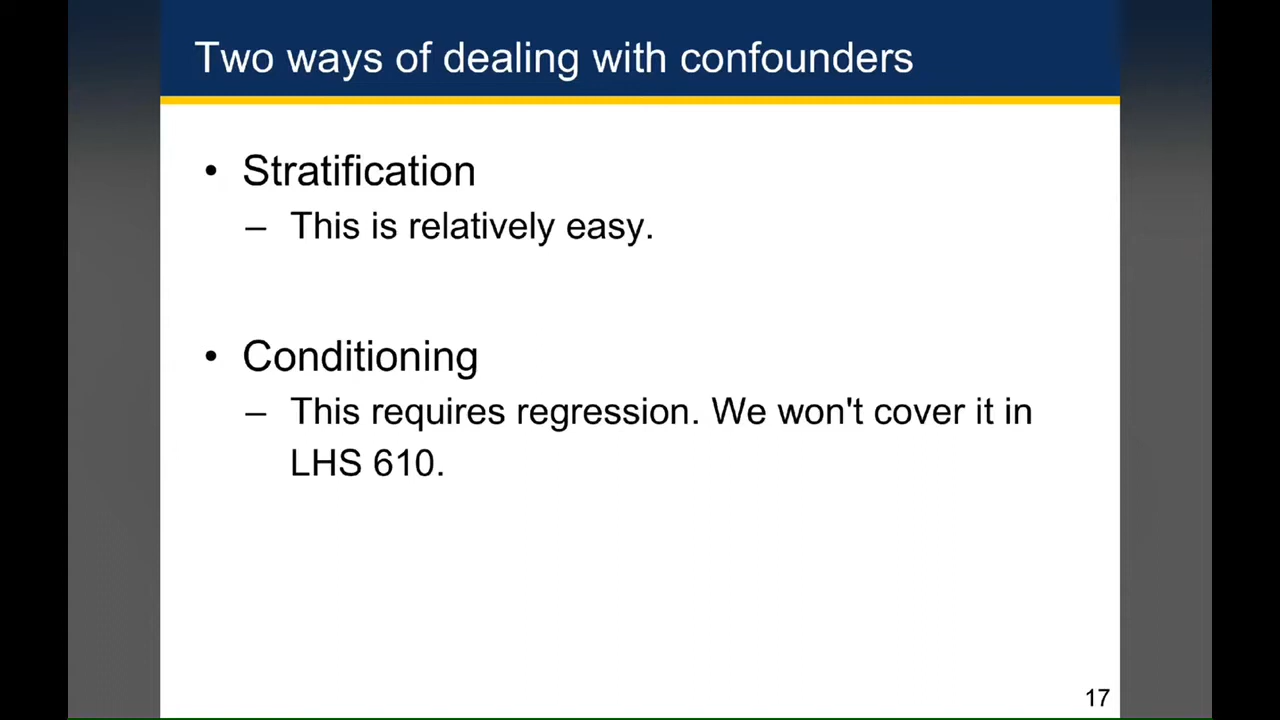 Two ways of dealing with confounders
• Stratification
– This is relatively easy.
• Conditioning
– This requires regression. We won't cover it in
LHS 610.
17